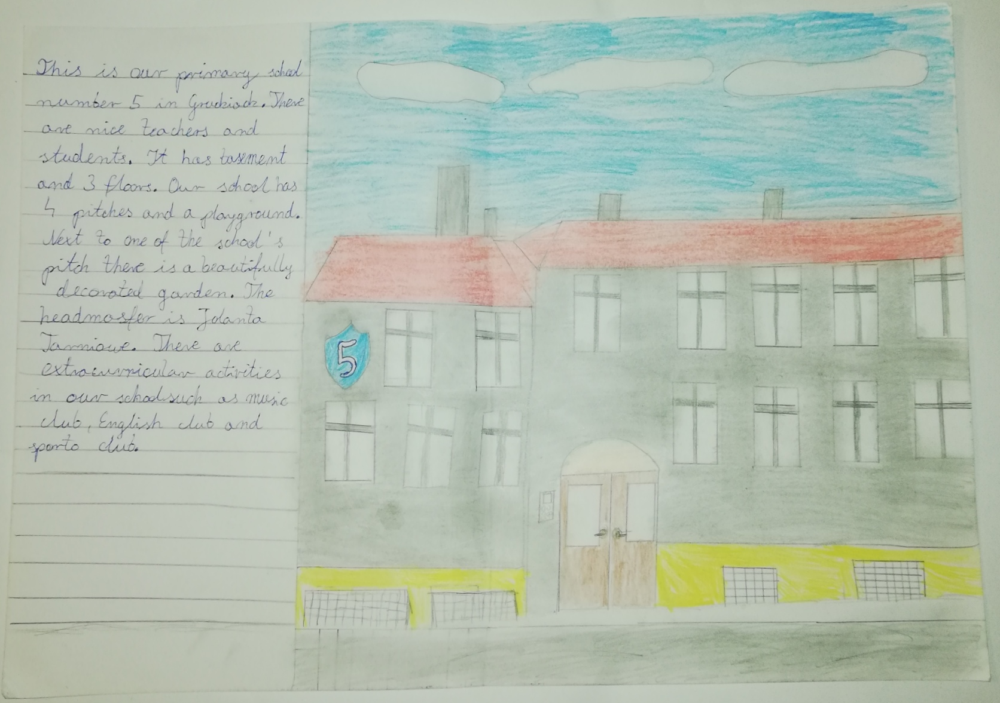 This is our primary school
number 5 in There
are nice teachers and
students. It has basement
and 3 floors. Our school has
4 pitches and a playground.
Next to one of the school's
pitch there is a beautifully
decorated garden. The
headmaster is Jolanta
There are
extracurricular activities
in our school such as music
club, English club and
sports club.
5